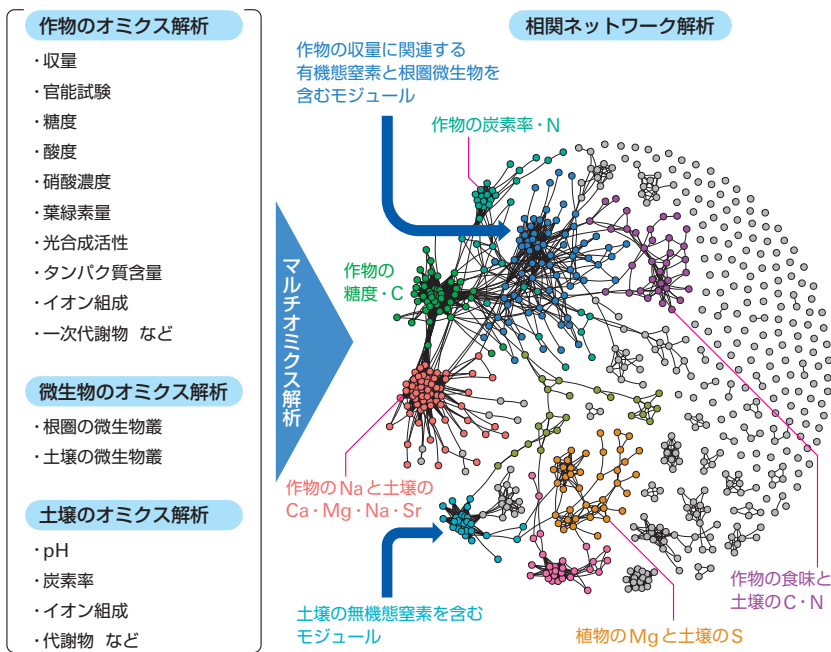 作物のオミクス解析
・収量
・官能試験
・糖度
・酸度
・硝酸濃度
・葉緑素量
・光合成活性
・タンパク質含量
・イオン組成
・一次代謝物 など
微生物のオミクス解析
・根圏の微生物叢
・土壌の微生物叢
土壌のオミクス解析
・pH
・炭素率
・イオン組成
・代謝物 など
マルチオミクス解析
相関ネットワーク解析
作物の収量に関連する
有機態窒素と根圏微生物を
含むモジュール
作物の炭素率・N
作物の
糖度・C
作物のNaと土壌の
Ca・Mg・Na・Sr
土壌の無機態窒素を含む
モジュール
植物のMgと土壌のS
作物の食味と
土壌のC・N